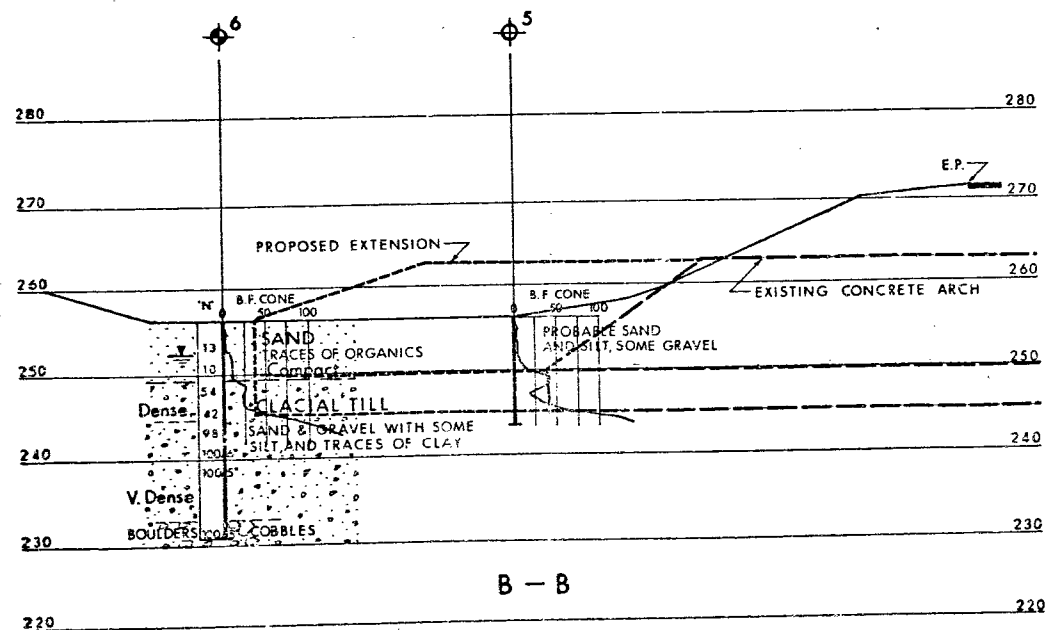 6
5
280
280
E.P.
270
270
PROPOSED EXTENSION
260
260
EXISTING CONCRETE ARCH
"N"
B.F. CONE
0
50
100
B.F CONE
0
50
100
SAND
TRACES OF ORGANICS
Compact
PROBABLE SAND
AND SILT, SOME GRAVEL
13
10
250
250
54
GLACIAL TILL
Dense
42
SAND & GRAVEL WITH SOME
SILT, AND TRACES OF CLAY
98
240
240
V. Dense
BOULDERS
COBBLES
230
230
B — B
220
220